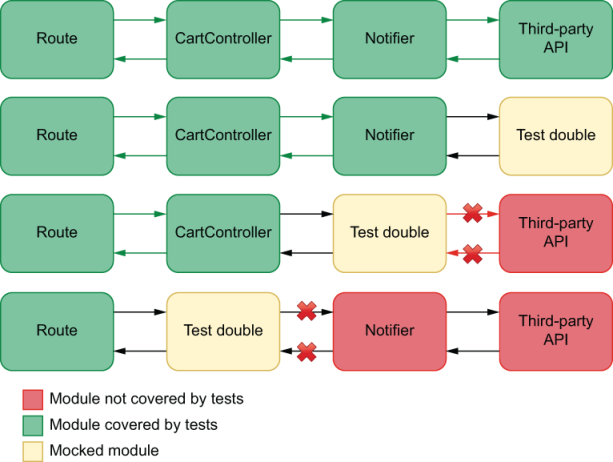 Route
CartController
Notifier
Third-party
API
Route
CartController
Notifier
Test double
Route
CartController
Test double
Third-party
API
Route
Test double
Notifier
Third-party
API
Module not covered by tests
Module covered by tests
Mocked module